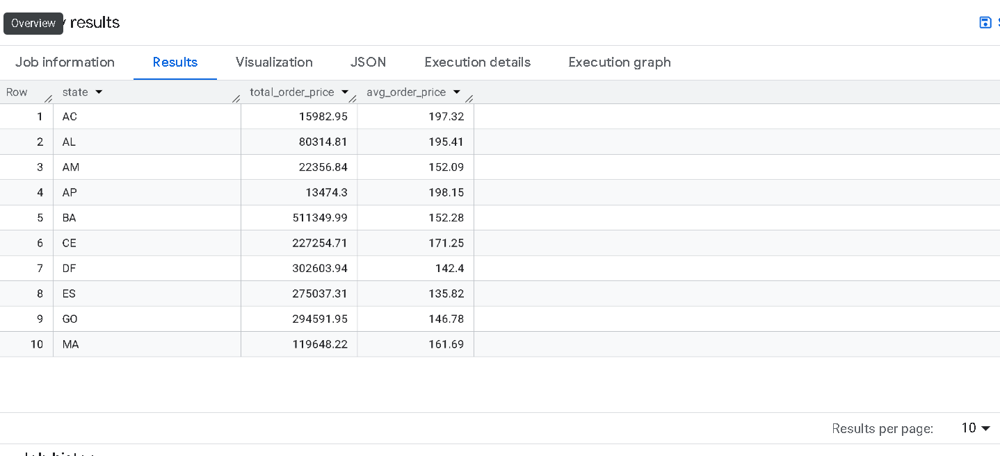 Overview y results
Job information Results Visualization JSON Execution details Execution graph
Row state total_order_price avg_order_price
1 AC 15982.95 197.32
2 AL 80314.81 195.41
3 AM 22356.84 152.09
4 AP 13474.3 198.15
5 BA 511349.99 152.28
6 CE 227254.71 171.25
7 DF 302603.94 142.4
8 ES 275037.31 135.82
9 GO 294591.95 146.78
10 MA 119648.22 161.69
Results per page: 10